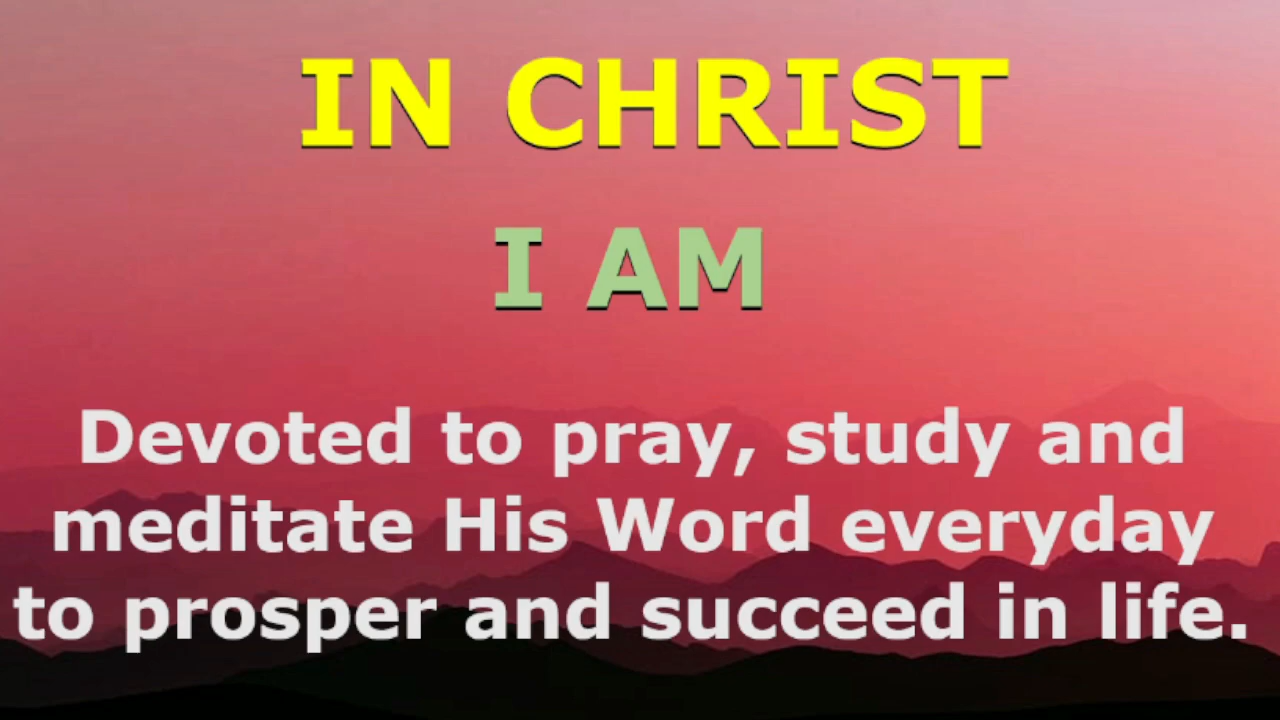 IN CHRIST
I AM
Devoted to pray, study and
meditate His Word everyday
to prosper and succeed in life.